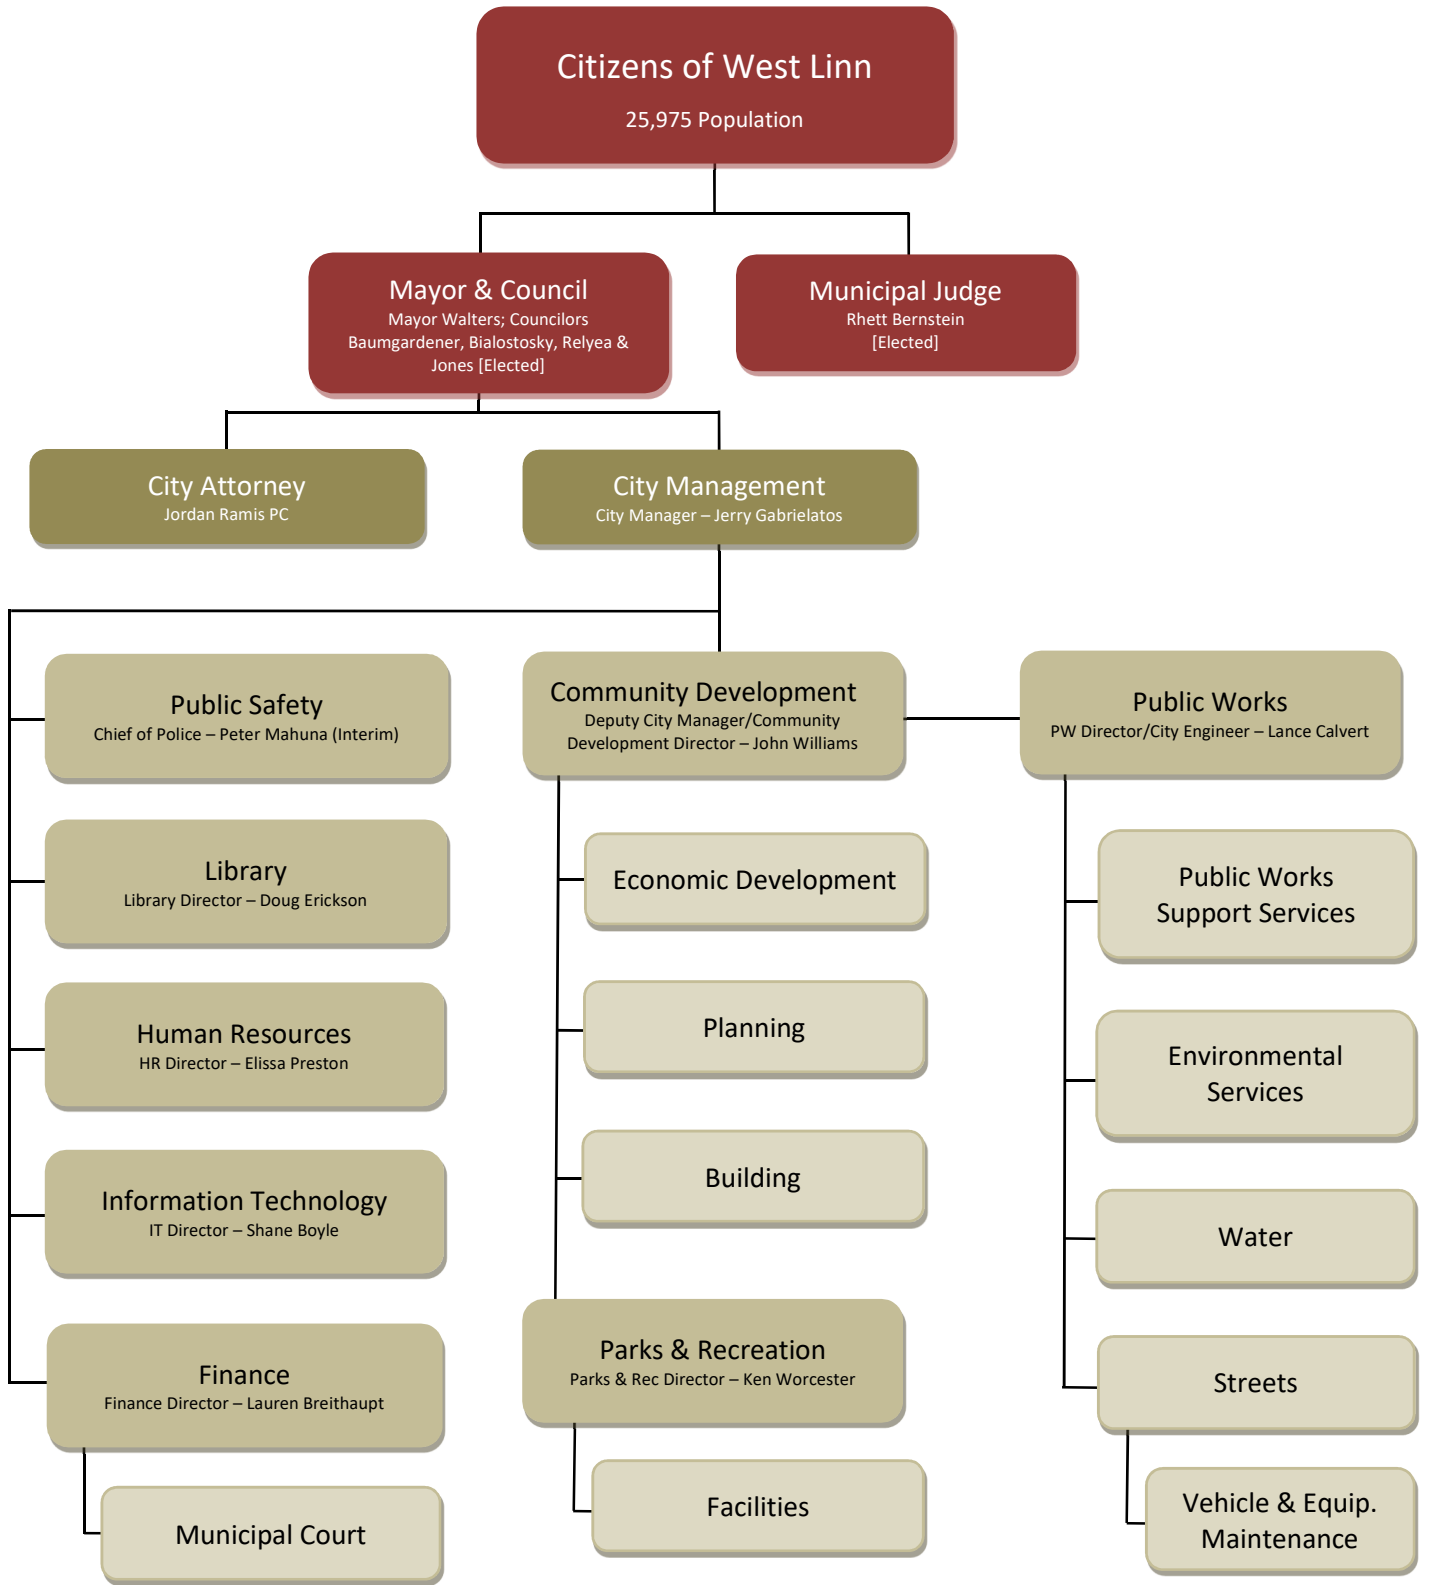 Citizens of West Linn
25,975 Population
Mayor & Council
Mayor Walters; Councilors
Baumgardener, Bialostosky, Relyea &
Jones [Elected]
Municipal Judge
Rhett Bernstein
[Elected]
City Attorney
Jordan Ramis PC
City Management
City Manager – Jerry Gabrielatos
Public Safety
Chief of Police – Peter Mahuna (Interim)
Library
Library Director – Doug Erickson
Human Resources
HR Director – Elissa Preston
Information Technology
IT Director – Shane Boyle
Finance
Finance Director – Lauren Breithaupt
Municipal Court
Community Development
Deputy City Manager/Community
Development Director – John Williams
Economic Development
Planning
Building
Parks & Recreation
Parks & Rec Director – Ken Worcester
Facilities
Public Works
PW Director/City Engineer – Lance Calvert
Public Works
Support Services
Environmental
Services
Water
Streets
Vehicle & Equip.
Maintenance